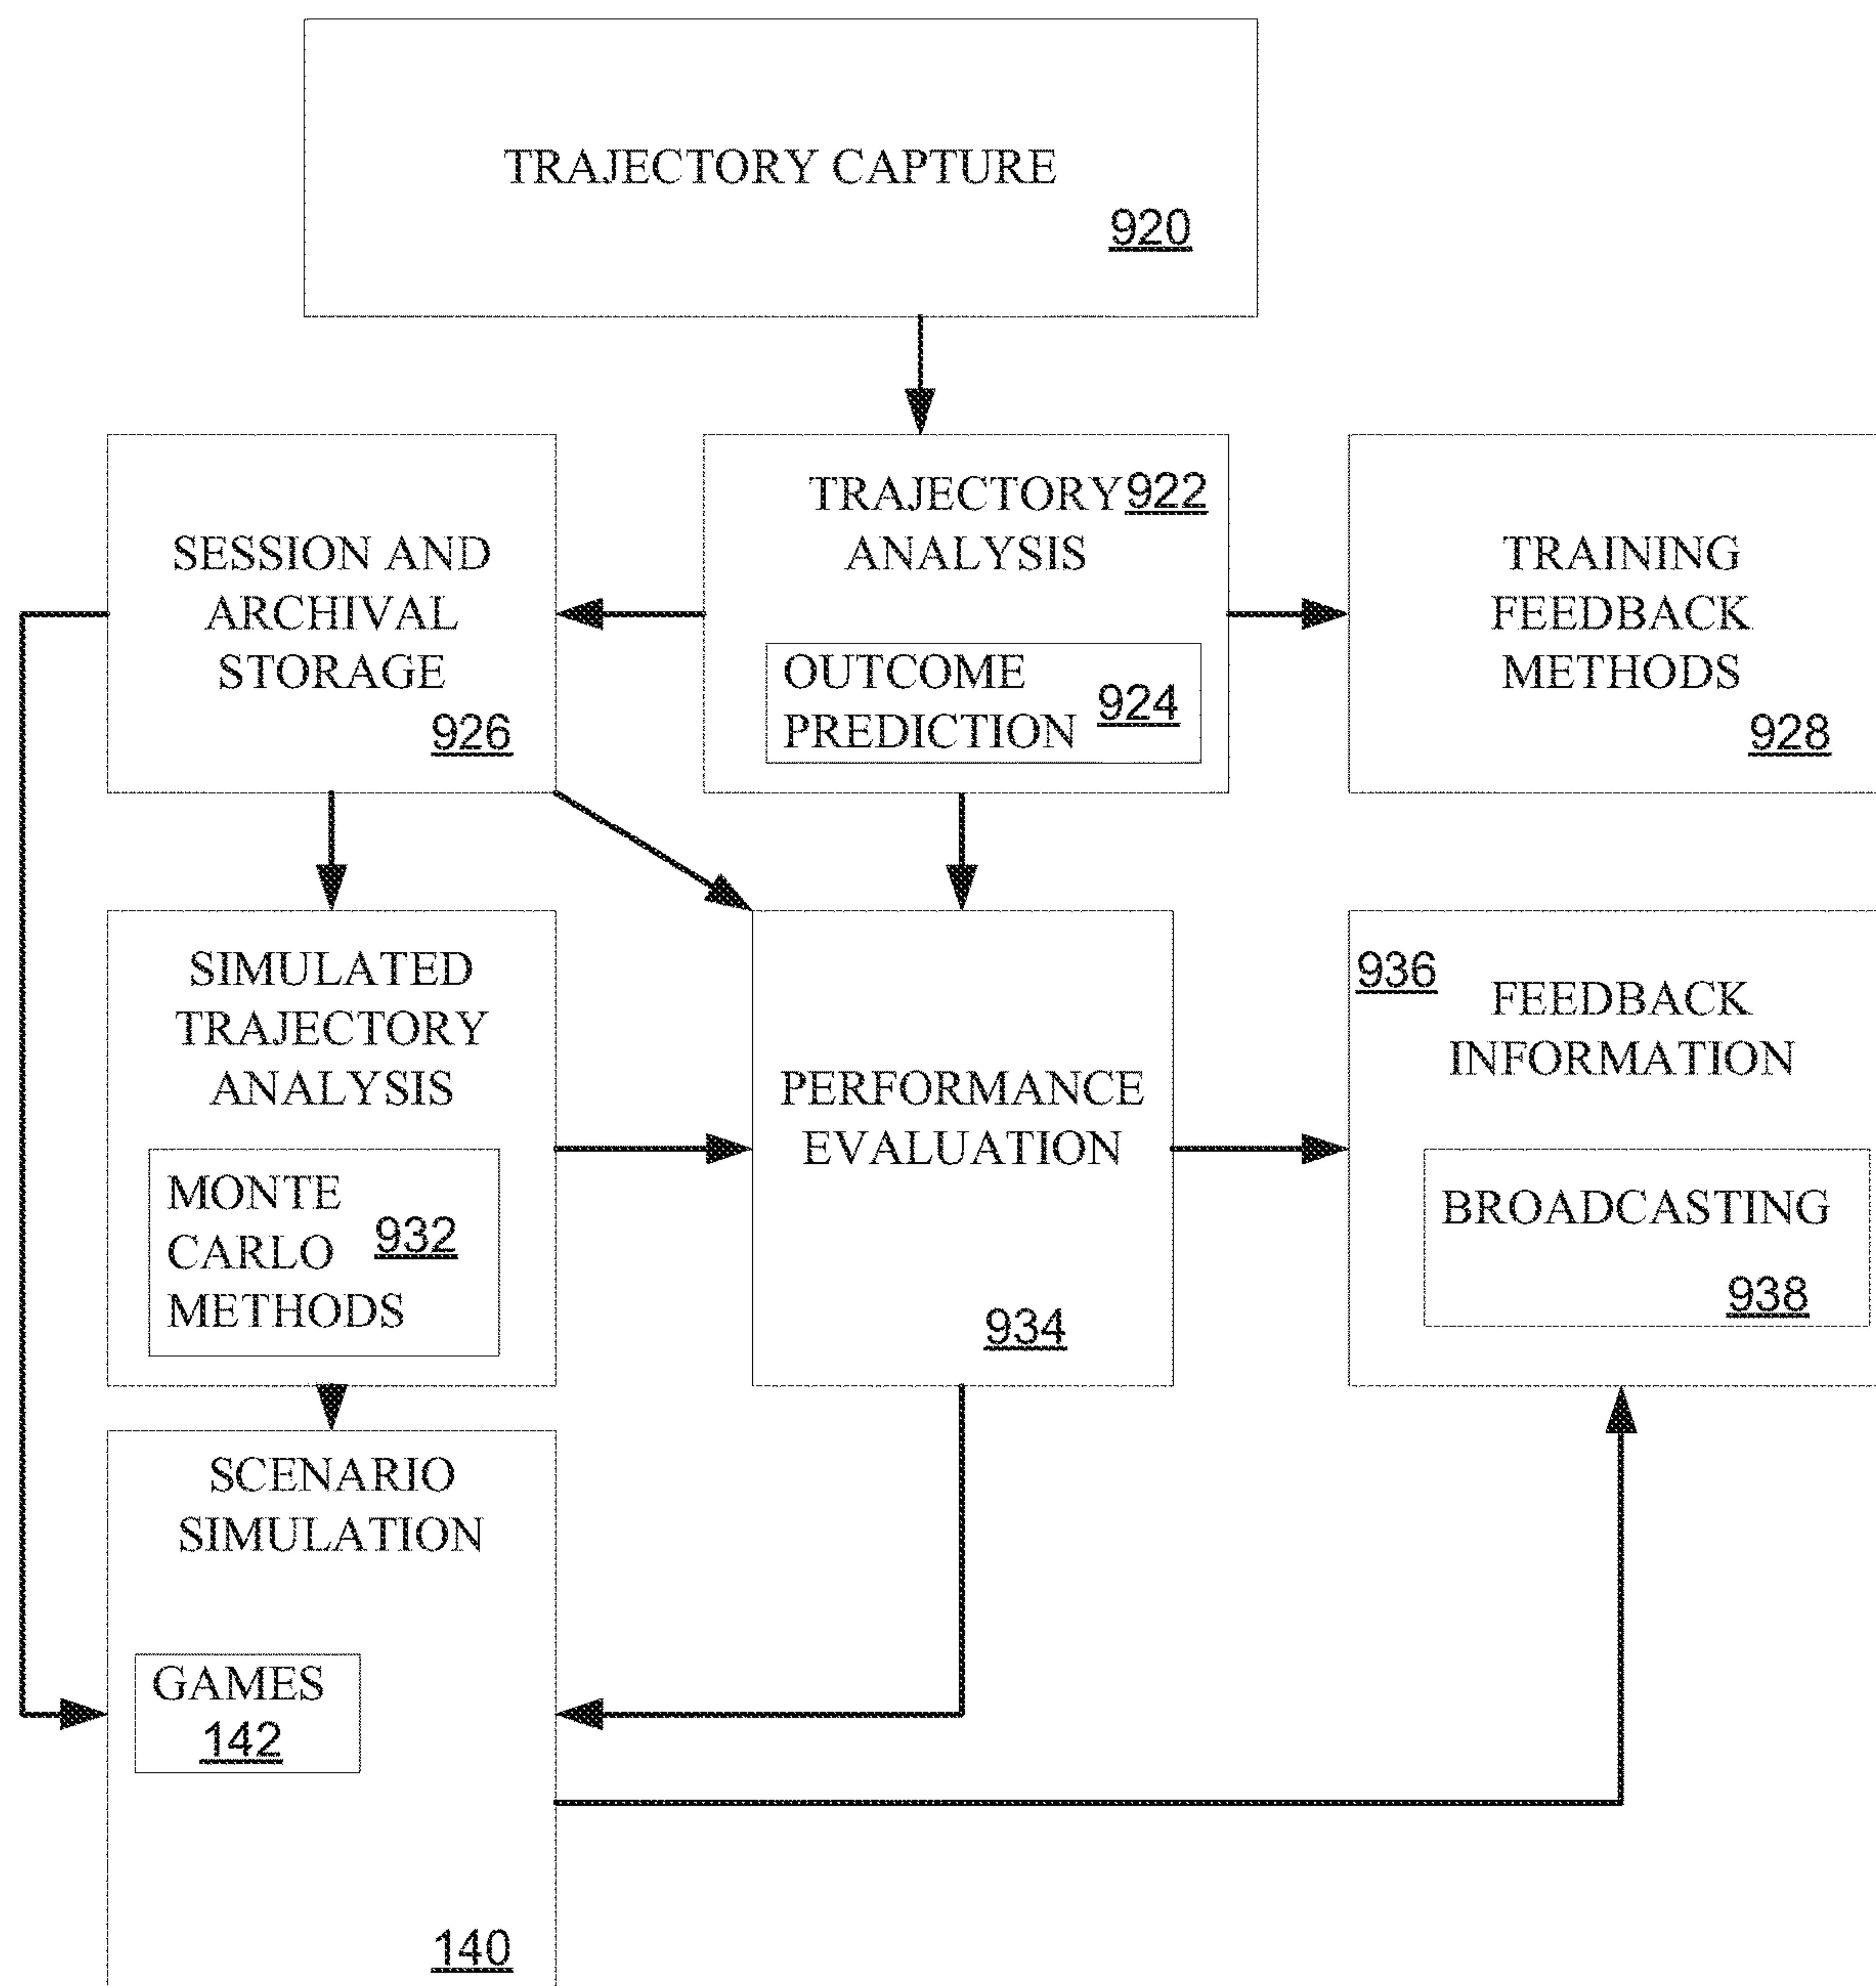 TRAJECTORY CAPTURE
920
TRAJECTORY 922
ANALYSIS
OUTCOME
PREDICTION
924
SESSION AND
ARCHIVAL
STORAGE
926
TRAINING
FEEDBACK
METHODS
928
SIMULATED
TRAJECTORY
ANALYSIS
MONTE
CARLO
METHODS
932
PERFORMANCE
EVALUATION
934
936
FEEDBACK
INFORMATION
BROADCASTING
938
SCENARIO
SIMULATION
GAMES
142
140